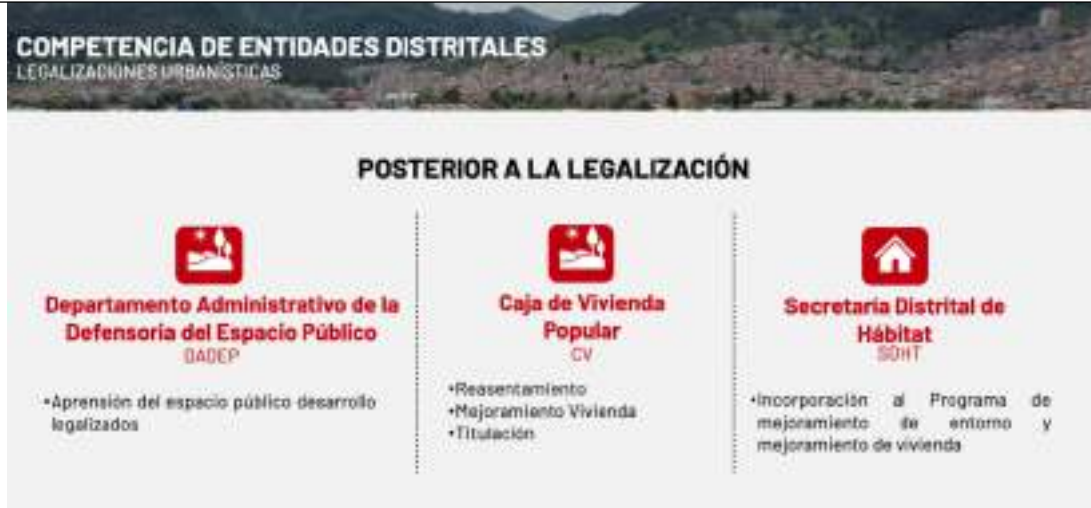 COMPETENCIA DE ENTIDADES DISTRITALES
LEGALIZACIONES URBANÍSTICAS
POSTERIOR A LA LEGALIZACIÓN
Departamento Administrativo de la
Defensoría del Espacio Público
DADEP
•Aprensión del espacio público desarrollo
legalizados
Caja de Vivienda
Popular
CV
•Reasentamiento
•Mejoramiento Vivienda
•Titulación
Secretaría Distrital de
Hábitat
SDHT
•Incorporación al Programa de
mejoramiento de entorno y
mejoramiento de vivienda